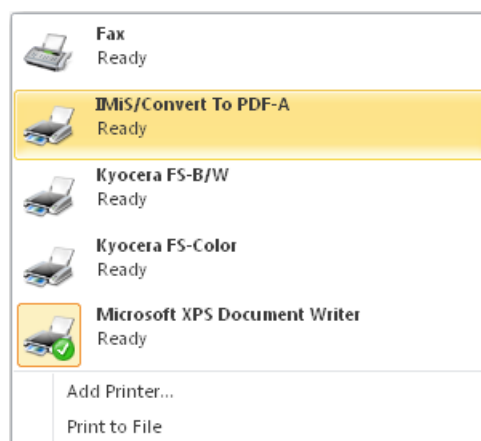 Fax
Ready
IMiS/Convert To PDF-A
Ready
Kyocera FS-B/W
Ready
Kyocera FS-Color
Ready
Microsoft XPS Document Writer
Ready
Add Printer...
Print to File